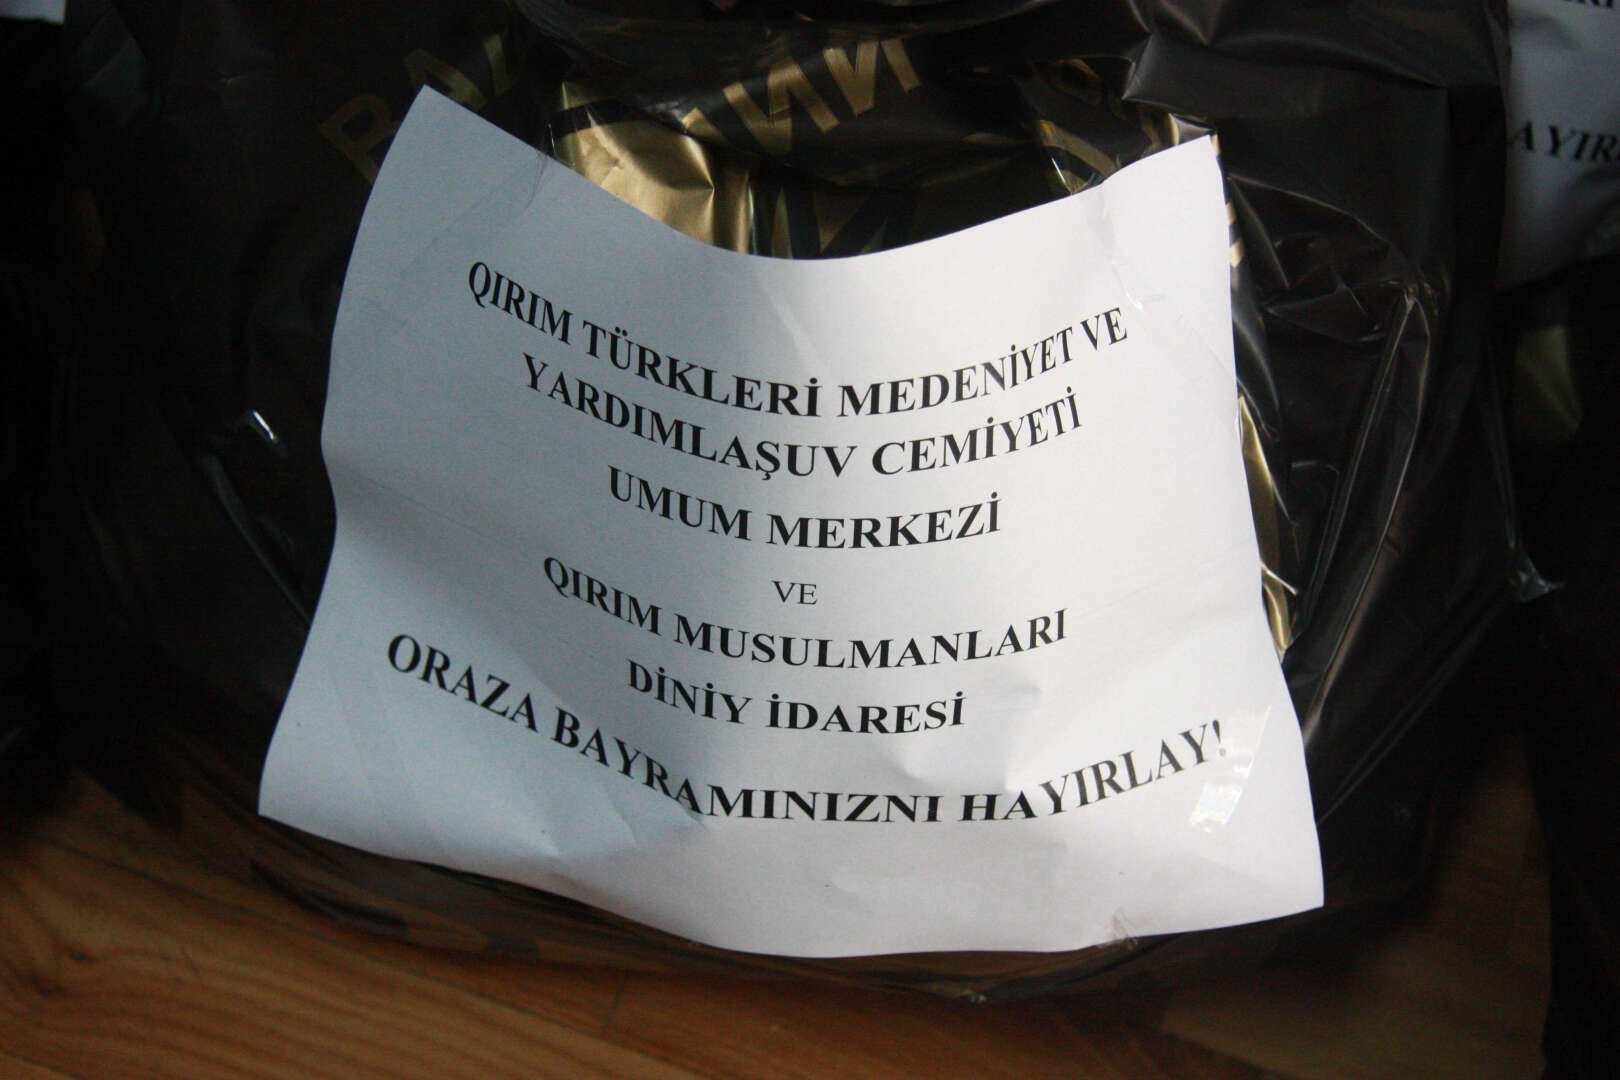 QIRIM TÜRKLERİ MEDENİYET VE
YARDIMLAŞUV CEMİYETİ
UMUM MERKEZİ
VE
QIRIM MUSULMANLARI
DİNİY İDARESİ
ORAZA BAYRAMINIZNI HAYIRLAY!